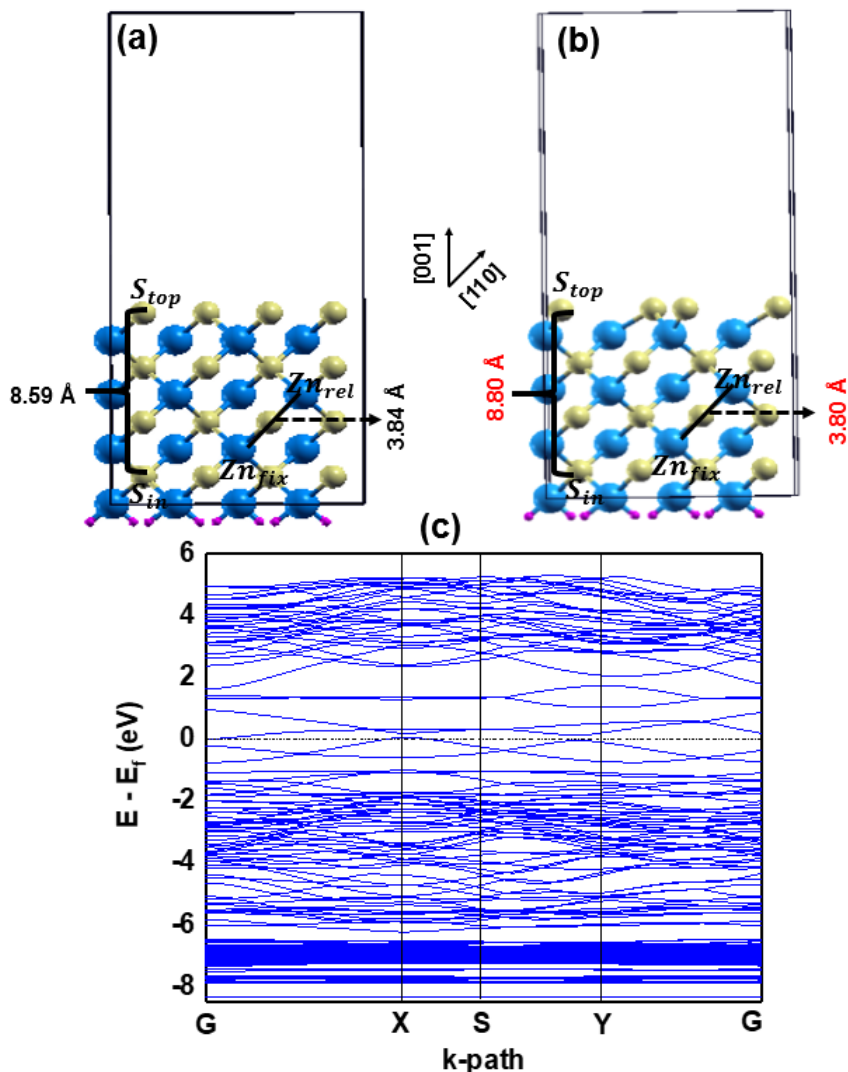 (a)
(b)
[001]
[110]
S_top
8.59 Å
Zn_rel
3.84 Å
Zn_fix
S_in
S_top
8.80 Å
Zn_rel
3.80 Å
Zn_fix
S_in
(c)
6
4
2
0
-2
-4
-6
-8
E - E_f (eV)
G
X
S
Y
G
k-path